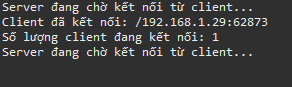 Server đang chờ kết nối từ client...
Client đã kết nối: /192.168.1.29:62873
Số lượng client đang kết nối: 1
Server đang chờ kết nối từ client...